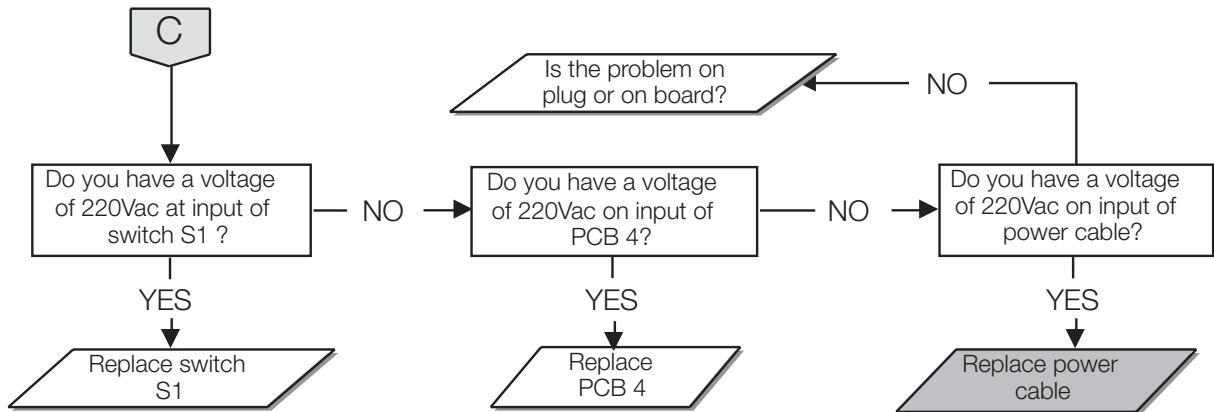 C
Is the problem on
plug or on board?
NO
Do you have a voltage
of 220Vac at input of
switch S1 ?
NO
Do you have a voltage
of 220Vac on input of
PCB 4?
NO
Do you have a voltage
of 220Vac on input of
power cable?
YES
YES
YES
Replace switch
S1
Replace
PCB 4
Replace power
cable